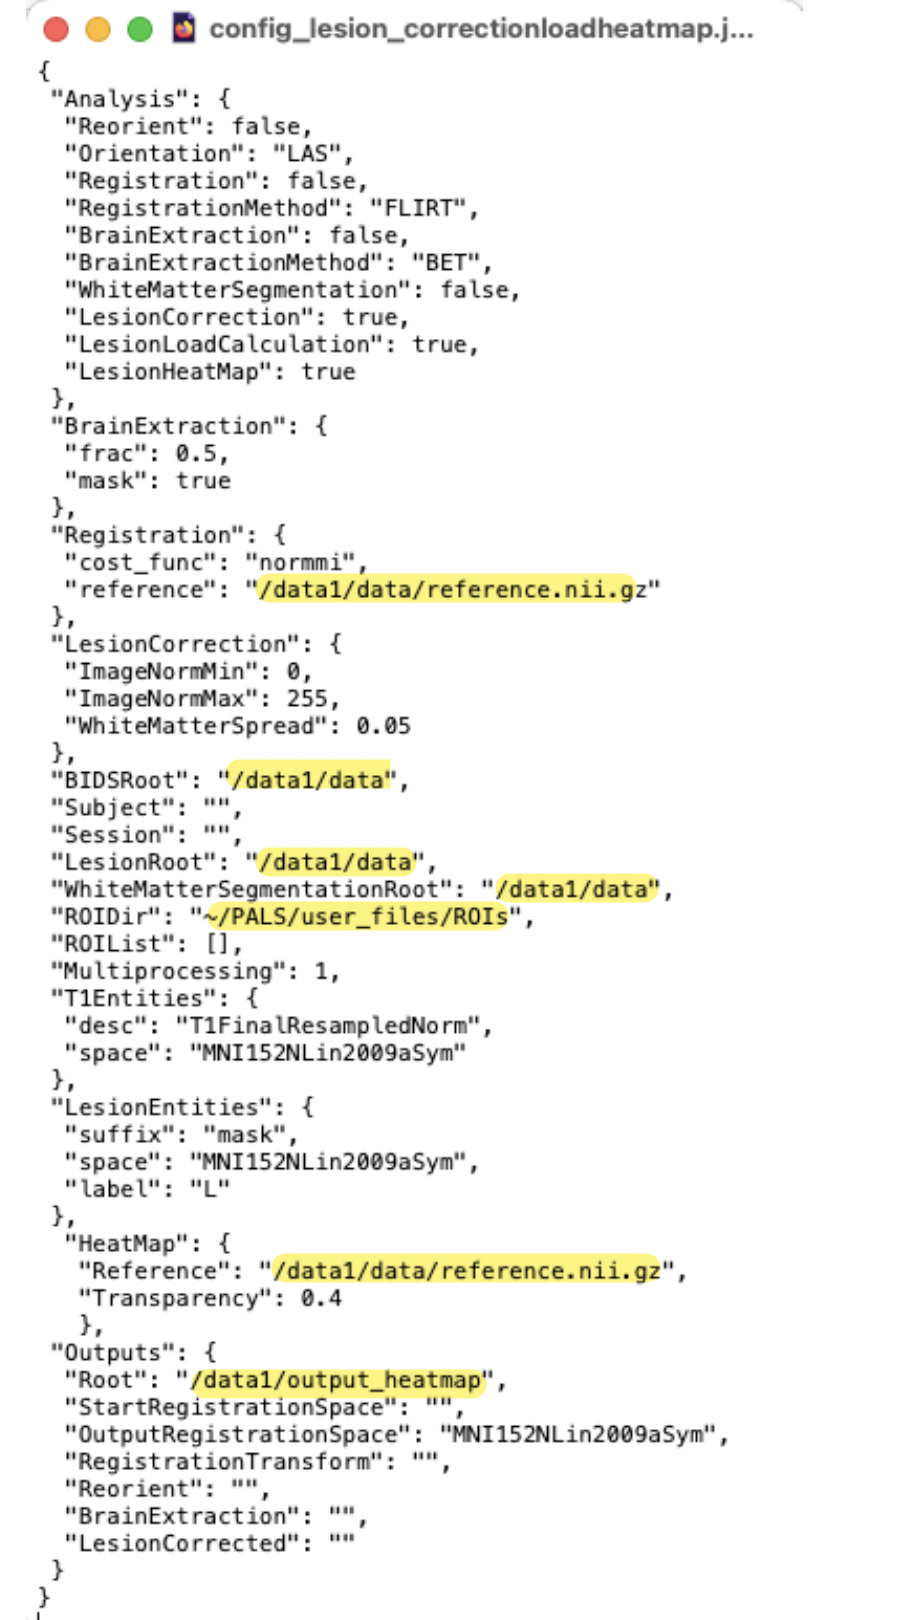 config_lesion_correctionloadheatmap.j...
{
"Analysis": {
"Reorient": false,
"Orientation": "LAS",
"Registration": false,
"RegistrationMethod": "FLIRT",
"BrainExtraction": false,
"BrainExtractionMethod": "BET",
"WhiteMatterSegmentation": false,
"LesionCorrection": true,
"LesionLoadCalculation": true,
"LesionHeatMap": true
},
"BrainExtraction": {
"frac": 0.5,
"mask": true
},
"Registration": {
"cost_func": "normmi",
"reference": "/data1/data/reference.nii.gz"
},
"LesionCorrection": {
"ImageNormMin": 0,
"ImageNormMax": 255,
"WhiteMatterSpread": 0.05
},
"BIDSRoot": "/data1/data",
"Subject": "",
"Session": "",
"LesionRoot": "/data1/data",
"WhiteMatterSegmentationRoot": "/data1/data",
"ROIDir": "~/PALS/user_files/ROIs",
"ROIList": [],
"Multiprocessing": 1,
"T1Entities": {
"desc": "T1FinalResampledNorm",
"space": "MNI152NLin2009aSym"
},
"LesionEntities": {
"suffix": "mask",
"space": "MNI152NLin2009aSym",
"label": "L"
},
"HeatMap": {
"Reference": "/data1/data/reference.nii.gz",
"Transparency": 0.4
},
"Outputs": {
"Root": "/data1/output_heatmap",
"StartRegistrationSpace": "",
"OutputRegistrationSpace": "MNI152NLin2009aSym",
"RegistrationTransform": "",
"Reorient": "",
"BrainExtraction": "",
"LesionCorrected": ""
}
}